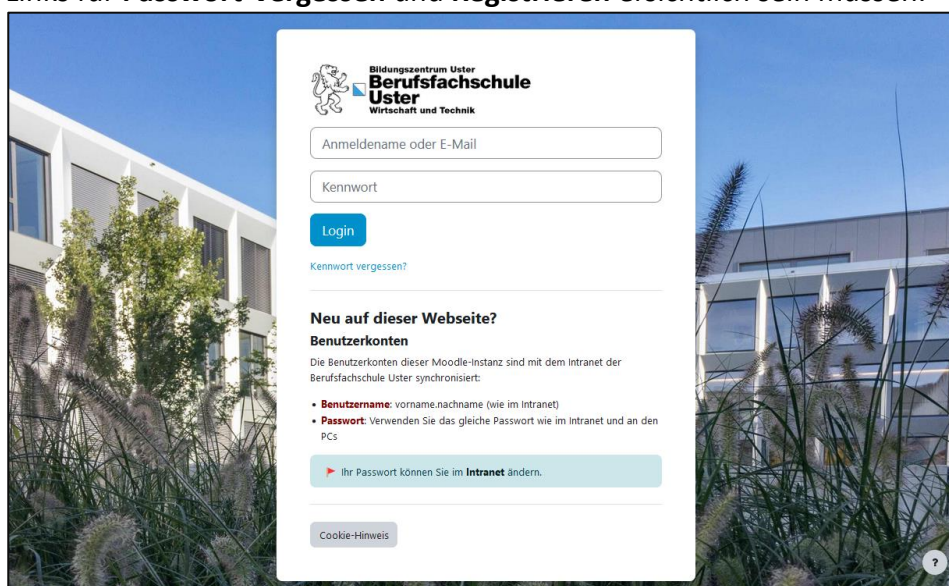 Links für Passwort vergessen und Registrieren ersichtlich sein müssen.
Bildungszentrum Uster
Berufsfachschule
Uster
Wirtschaft und Technik
Anmeldename oder E-Mail
Kennwort
Login
Kennwort vergessen?
Neu auf dieser Webseite?
Benutzerkonten
Die Benutzerkonten dieser Moodle-Instanz sind mit dem Intranet der
Berufsfachschule Uster synchronisiert:
• Benutzername: vorname.nachname (wie im Intranet)
• Passwort: Verwenden Sie das gleiche Passwort wie im Intranet und an den
PCs
Ihr Passwort können Sie im Intranet ändern.
Cookie-Hinweis
?